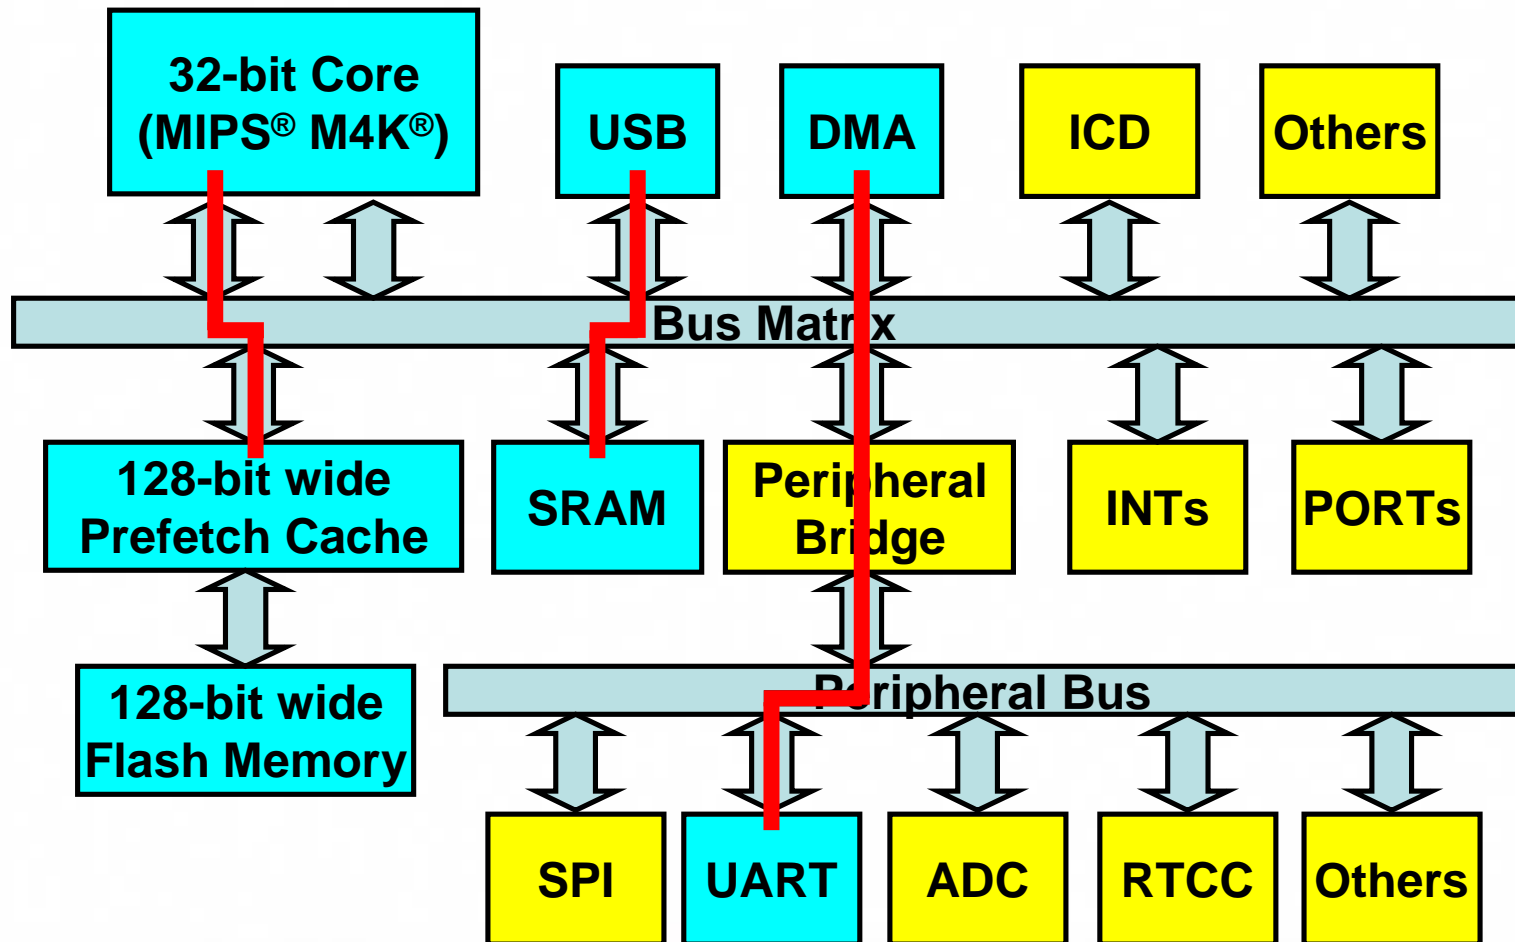 32-bit Core
(MIPS® M4K®)
USB
DMA
ICD
Others
Bus Matrix
128-bit wide
Prefetch Cache
SRAM
Peripheral
Bridge
INTs
PORTs
128-bit wide
Flash Memory
Peripheral Bus
SPI
UART
ADC
RTCC
Others